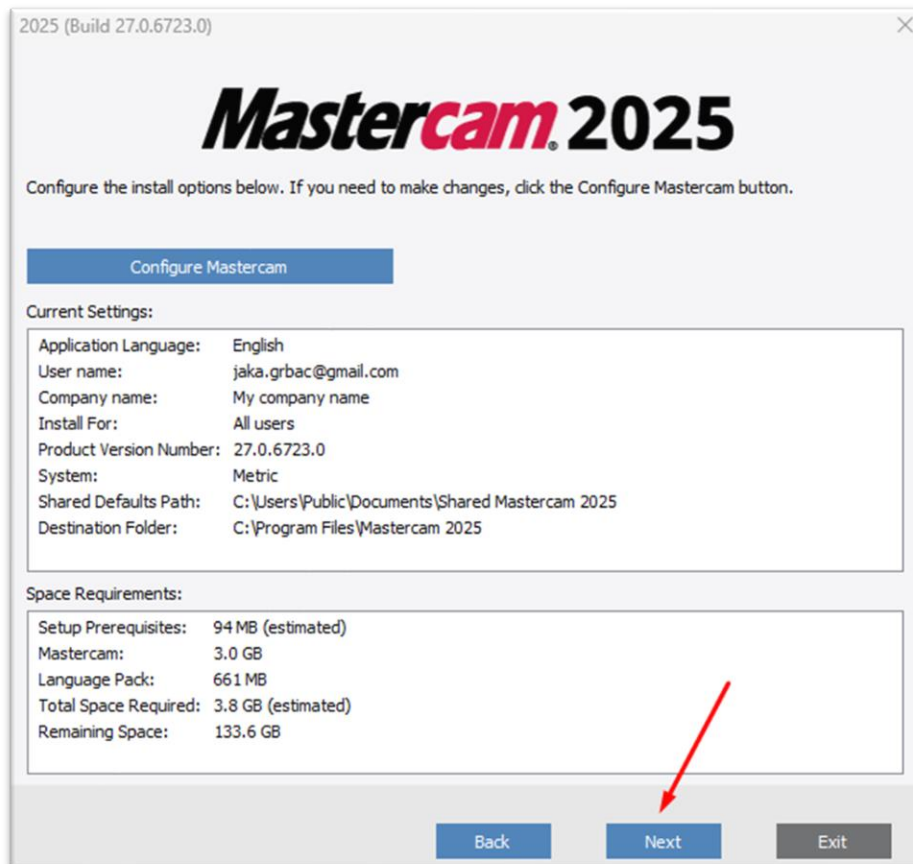 2025 (Build 27.0.6723.0)
Mastercam® 2025
Configure the install options below. If you need to make changes, click the Configure Mastercam button.
Configure Mastercam
Current Settings:
Application Language: English
User name: jaka.grbac@gmail.com
Company name: My company name
Install For: All users
Product Version Number: 27.0.6723.0
System: Metric
Shared Defaults Path: C:\Users\Public\Documents\Shared Mastercam 2025
Destination Folder: C:\Program Files\Mastercam 2025
Space Requirements:
Setup Prerequisites: 94 MB (estimated)
Mastercam: 3.0 GB
Language Pack: 661 MB
Total Space Required: 3.8 GB (estimated)
Remaining Space: 133.6 GB
Back Next Exit